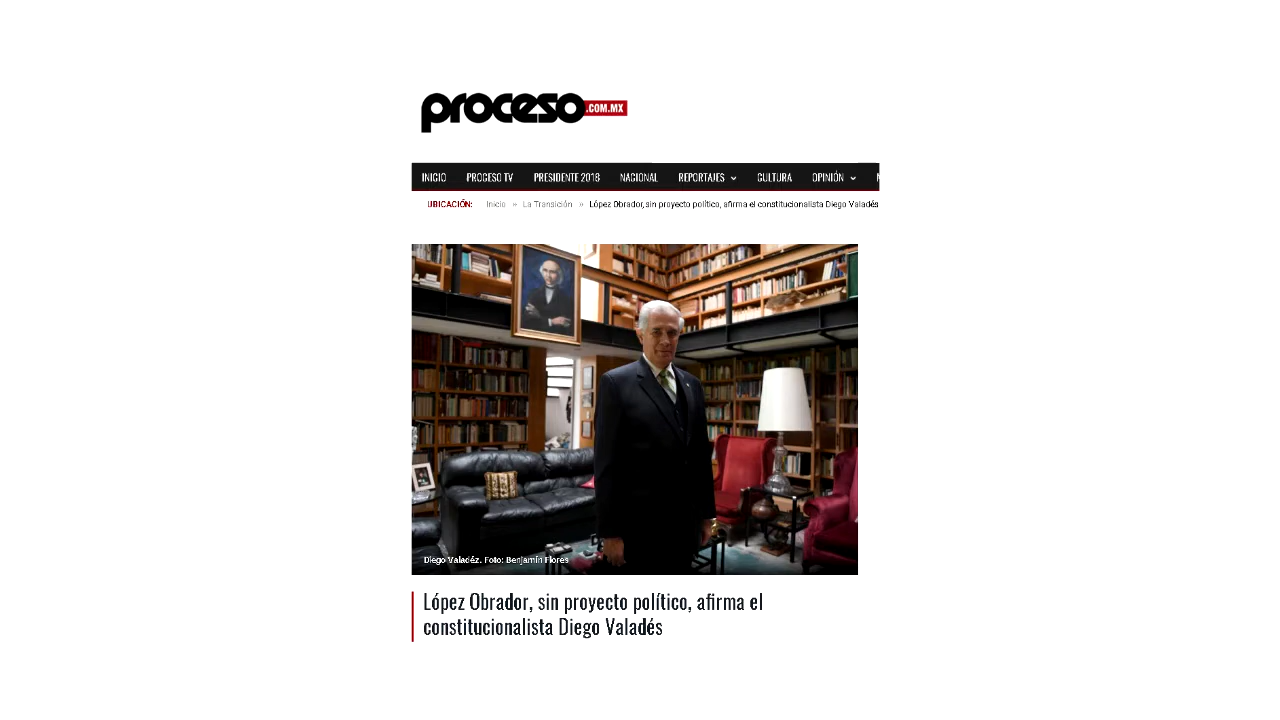 proceso.COM.MX
INICIO PROCESO TV PRESIDENTE 2018 NACIONAL REPORTAJES CULTURA OPINIÓN
UBICACIÓN: Inicio » La Transición » López Obrador, sin proyecto político, afirma el constitucionalista Diego Valadés
Diego Valadéz. Foto: Benjamín Flores
López Obrador, sin proyecto político, afirma el
constitucionalista Diego Valadés